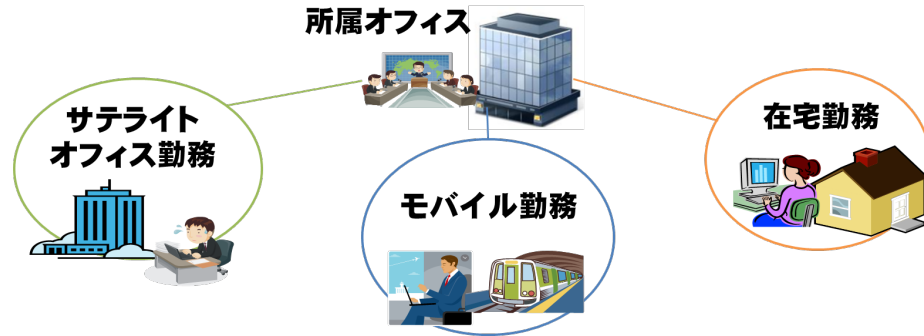 所属オフィス
サテライト
オフィス勤務
モバイル勤務
在宅勤務